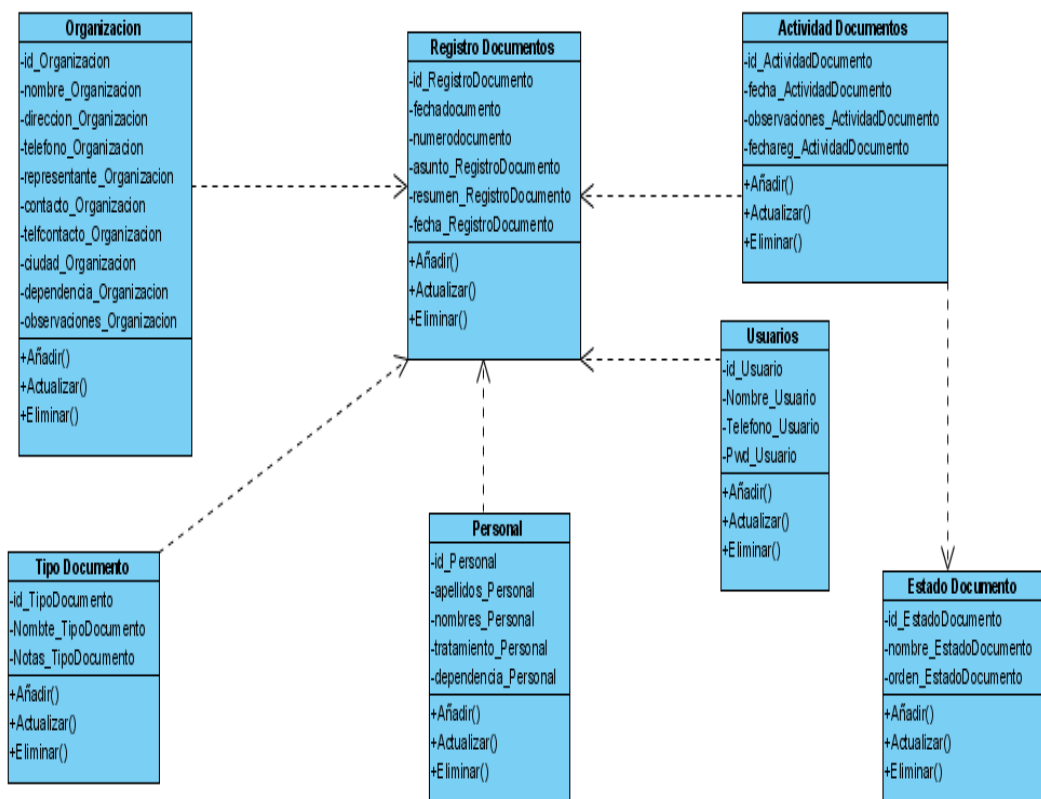 Organizacion
-id_Organizacion
-nombre_Organizacion
-direccion_Organizacion
-telefono_Organizacion
-representante_Organizacion
-contacto_Organizacion
-telfcontacto_Organizacion
-ciudad_Organizacion
-dependencia_Organizacion
-observaciones_Organizacion
+Añadir()
+Actualizar()
+Eliminar()
Registro Documentos
-id_RegistroDocumento
-fechadocumento
-numerodocumento
-asunto_RegistroDocumento
-resumen_RegistroDocumento
-fecha_RegistroDocumento
+Añadir()
+Actualizar()
+Eliminar()
Actividad Documentos
-id_ActividadDocumento
-fecha_ActividadDocumento
-observaciones_ActividadDocumento
-fechareg_ActividadDocumento
+Añadir()
+Actualizar()
+Eliminar()
Usuarios
-id_Usuario
-Nombre_Usuario
-Telefono_Usuario
-Pwd_Usuario
+Añadir()
+Actualizar()
+Eliminar()
Tipo Documento
-id_TipoDocumento
-Nombte_TipoDocumento
-Notas_TipoDocumento
+Añadir()
+Actualizar()
+Eliminar()
Personal
-id_Personal
-apellidos_Personal
-nombres_Personal
-tratamiento_Personal
-dependencia_Personal
+Añadir()
+Actualizar()
+Eliminar()
Estado Documento
-id_EstadoDocumento
-nombre_EstadoDocumento
-orden_EstadoDocumento
+Añadir()
+Actualizar()
+Eliminar()